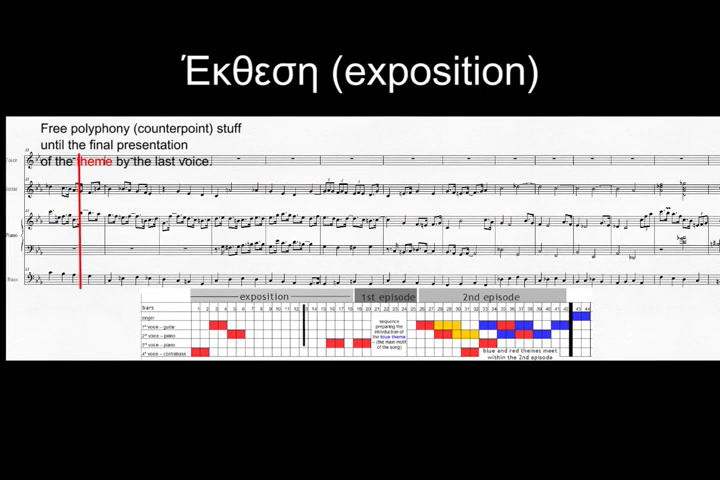 Έκθεση (exposition)
Free polyphony (counterpoint) stuff
until the final presentation
of the theme by the last voice.
Piano
exposition
1st episode
2nd episode
bars
singer
1st voice – guitar
2nd voice – piano
3rd voice – piano
4th voice – contrabass
sequence
preparing the
introduction
of the blue theme
– (the main motif
of the song)
blue and red themes meet
within the 2nd episode